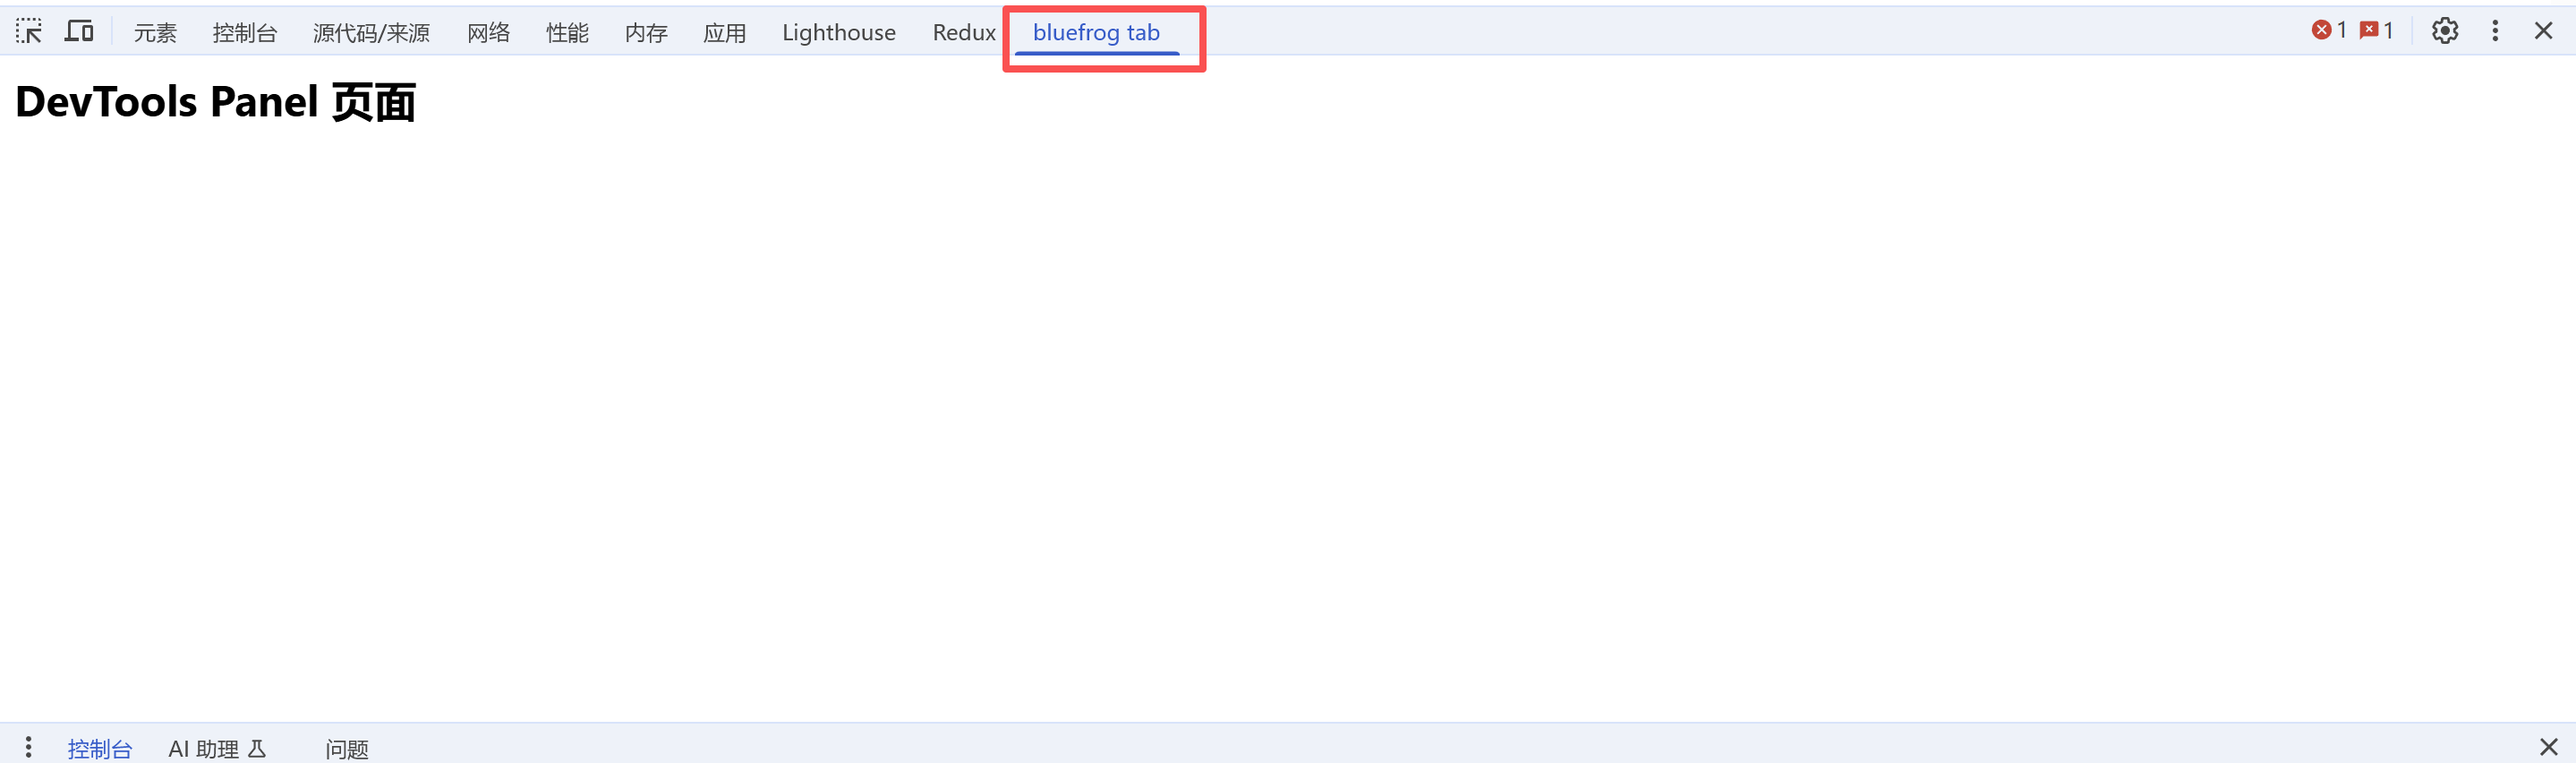 元素 控制台 源代码/来源 网络 性能 内存 应用 Lighthouse Redux bluefrog tab 1 1
DevTools Panel 页面
控制台 AI 助理 问题